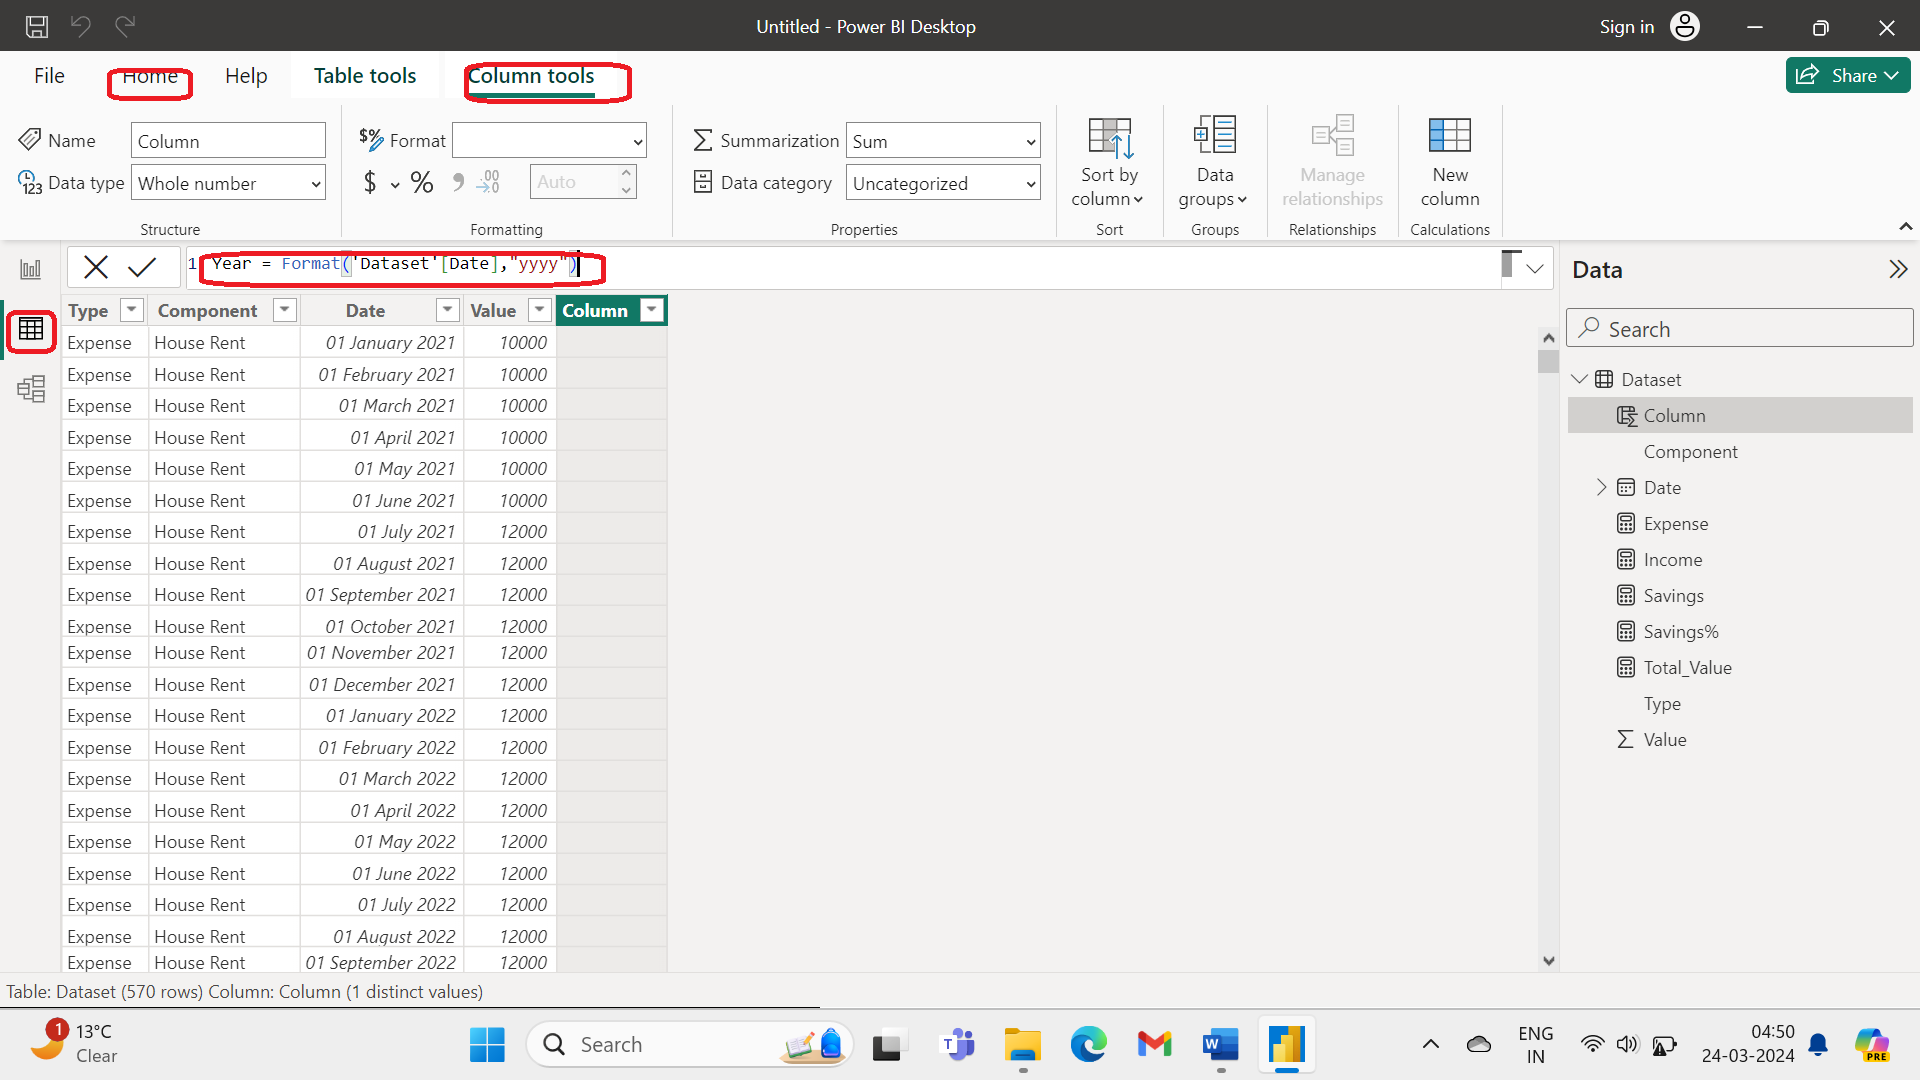 Untitled - Power BI Desktop
Sign in
File Home Help Table tools Column tools
Share
Name Column
Data type Whole number
Structure
$% Format
$ % 9 .00 Auto
Formatting
Summarization Sum
Data category Uncategorized
Properties
Sort by
column
Sort
Data
groups
Groups
Manage
relationships
Relationships
New
column
Calculations
1 Year = Format('Dataset'[Date],"yyyy")
Type Component Date Value Column
Expense House Rent 01 January 2021 10000
Expense House Rent 01 February 2021 10000
Expense House Rent 01 March 2021 10000
Expense House Rent 01 April 2021 10000
Expense House Rent 01 May 2021 10000
Expense House Rent 01 June 2021 10000
Expense House Rent 01 July 2021 12000
Expense House Rent 01 August 2021 12000
Expense House Rent 01 September 2021 12000
Expense House Rent 01 October 2021 12000
Expense House Rent 01 November 2021 12000
Expense House Rent 01 December 2021 12000
Expense House Rent 01 January 2022 12000
Expense House Rent 01 February 2022 12000
Expense House Rent 01 March 2022 12000
Expense House Rent 01 April 2022 12000
Expense House Rent 01 May 2022 12000
Expense House Rent 01 June 2022 12000
Expense House Rent 01 July 2022 12000
Expense House Rent 01 August 2022 12000
Expense House Rent 01 September 2022 12000
Data
Search
Dataset
Column
Component
Date
Expense
Income
Savings
Savings%
Total_Value
Type
Value
Table: Dataset (570 rows) Column: Column (1 distinct values)
1 13°C
Clear
Search
ENG
IN
04:50
24-03-2024
PRE